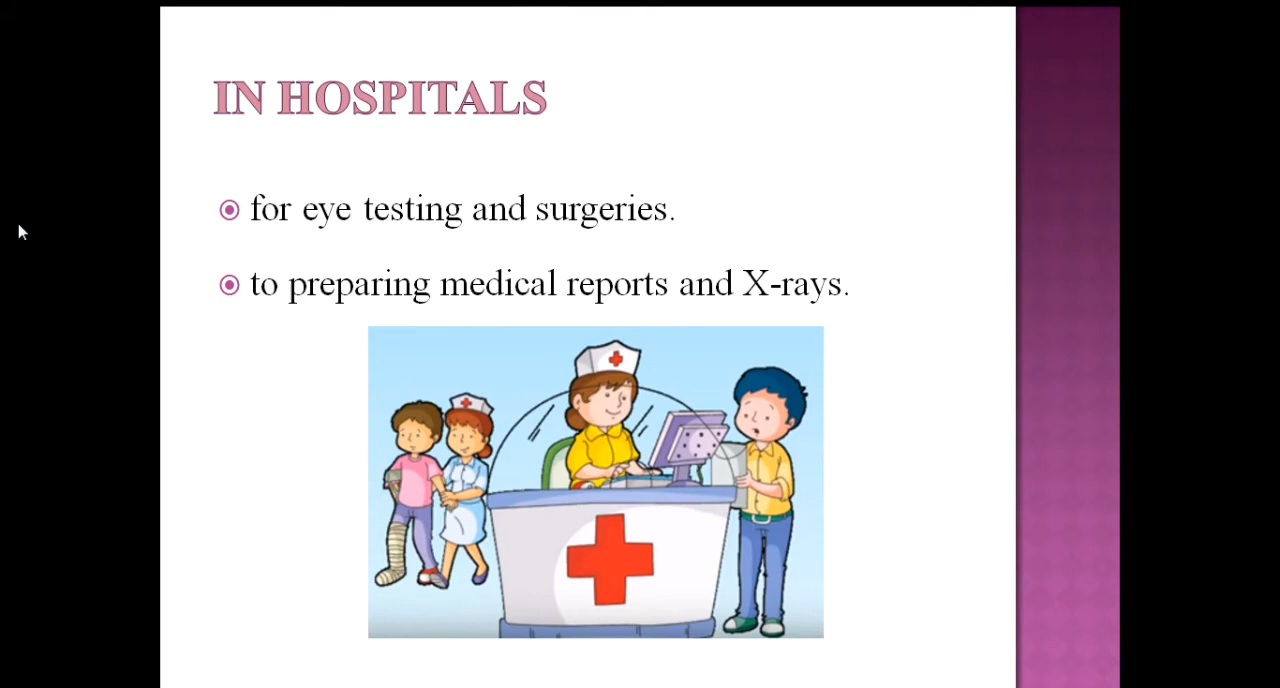 IN HOSPITALS
for eye testing and surgeries.
to preparing medical reports and X-rays.